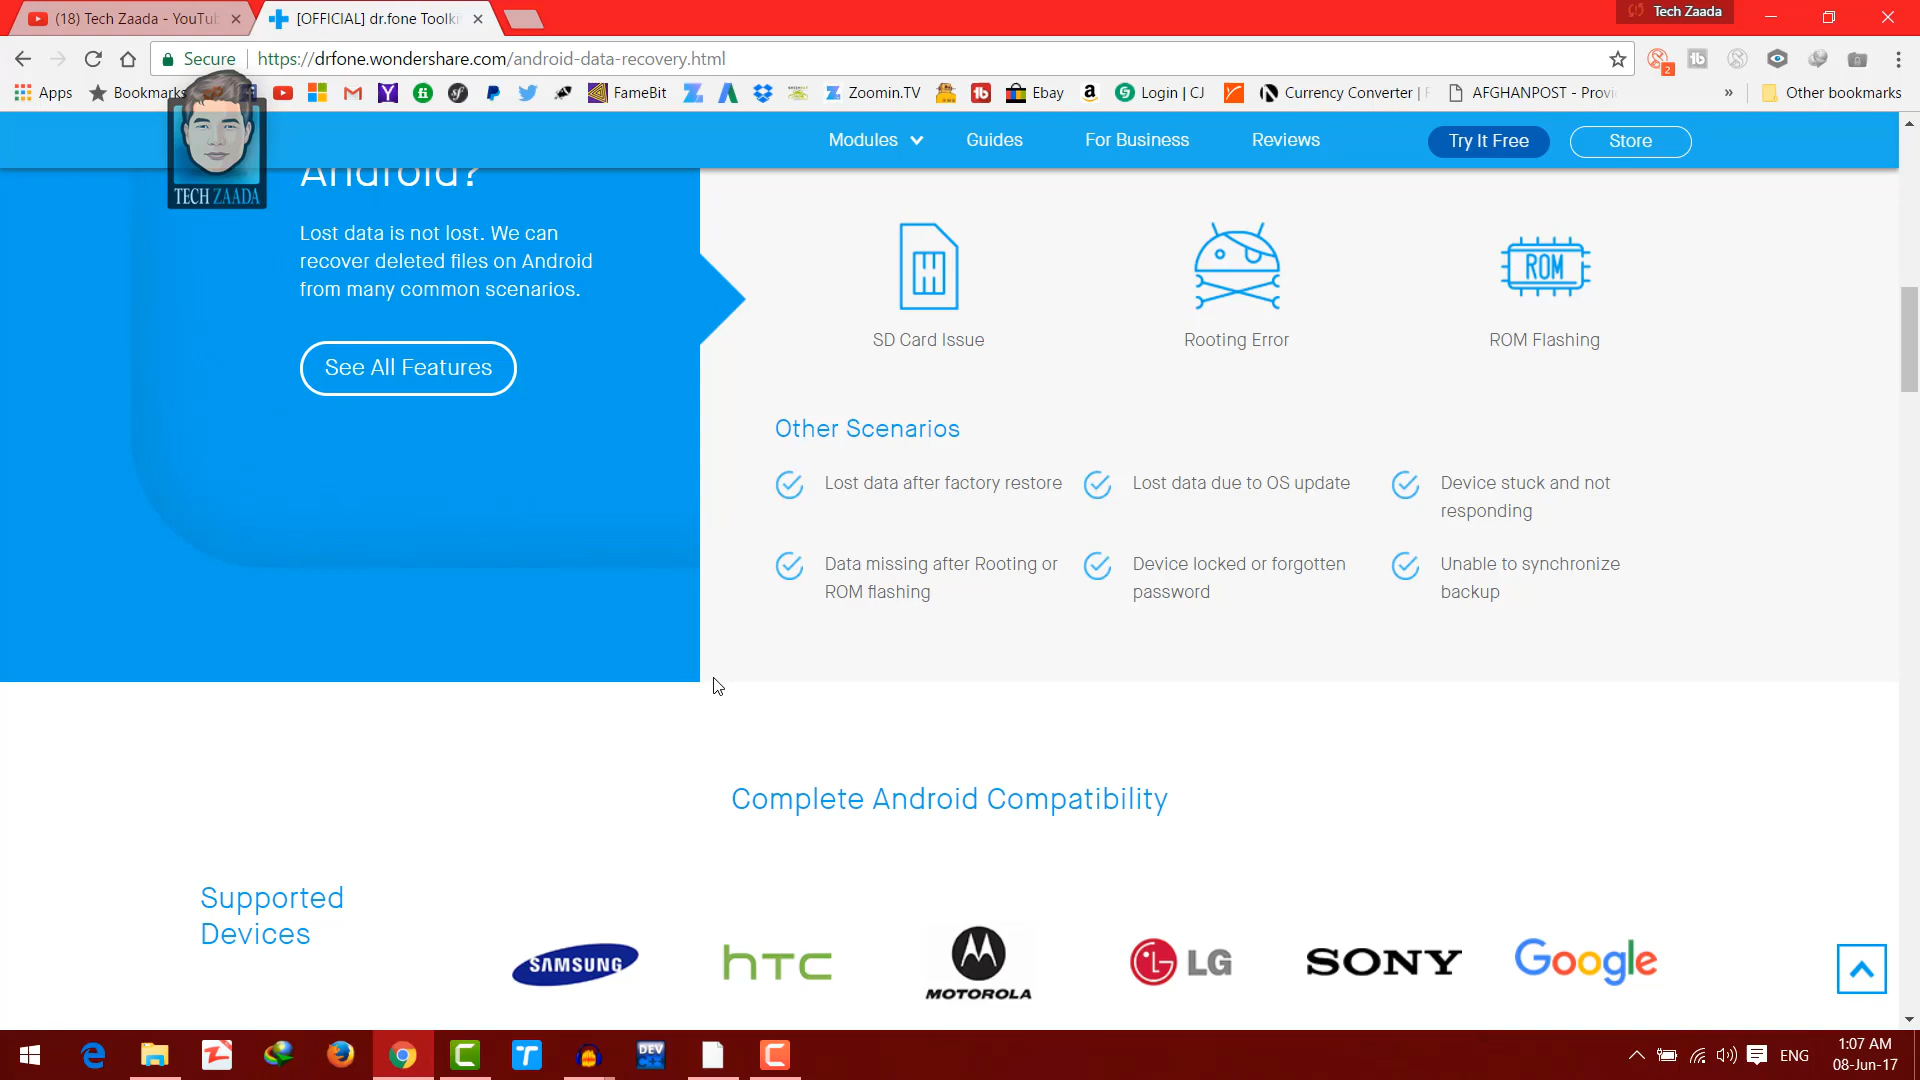 (18) Tech Zaada - YouTub
[OFFICIAL] dr.fone Toolki
Tech Zaada
Secure
https://drfone.wondershare.com/android-data-recovery.html
2
Apps
Bookmarks
FameBit
Zoomin.TV
Ebay
Login | CJ
Currency Converter |
AFGHANPOST - Provi
»
Other bookmarks
Modules
Guides
For Business
Reviews
Try It Free
Store
TECH ZAADA
Android?
Lost data is not lost. We can
recover deleted files on Android
from many common scenarios.
See All Features
ROM
SD Card Issue
Rooting Error
ROM Flashing
Other Scenarios
Lost data after factory restore
Lost data due to OS update
Device stuck and not
responding
Data missing after Rooting or
ROM flashing
Device locked or forgotten
password
Unable to synchronize
backup
Complete Android Compatibility
Supported
Devices
SAMSUNG
hTC
MOTOROLA
LG
SONY
Google
DEV
C++
ENG
1:07 AM
08-Jun-17